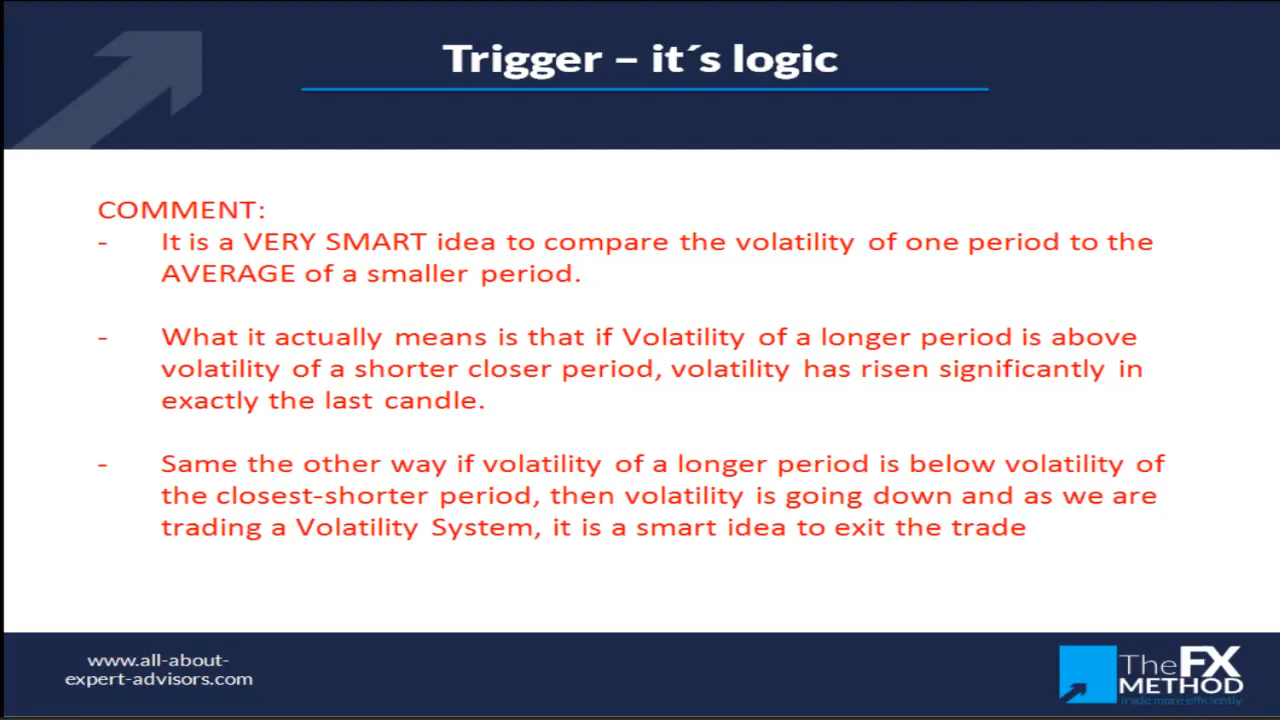 Trigger – it´s logic
COMMENT:
- It is a VERY SMART idea to compare the volatility of one period to the
AVERAGE of a smaller period.
- What it actually means is that if Volatility of a longer period is above
volatility of a shorter closer period, volatility has risen significantly in
exactly the last candle.
- Same the other way if volatility of a longer period is below volatility of
the closest-shorter period, then volatility is going down and as we are
trading a Volatility System, it is a smart idea to exit the trade
www.all-about-
expert-advisors.com
The FX
METHOD
trade more efficiently